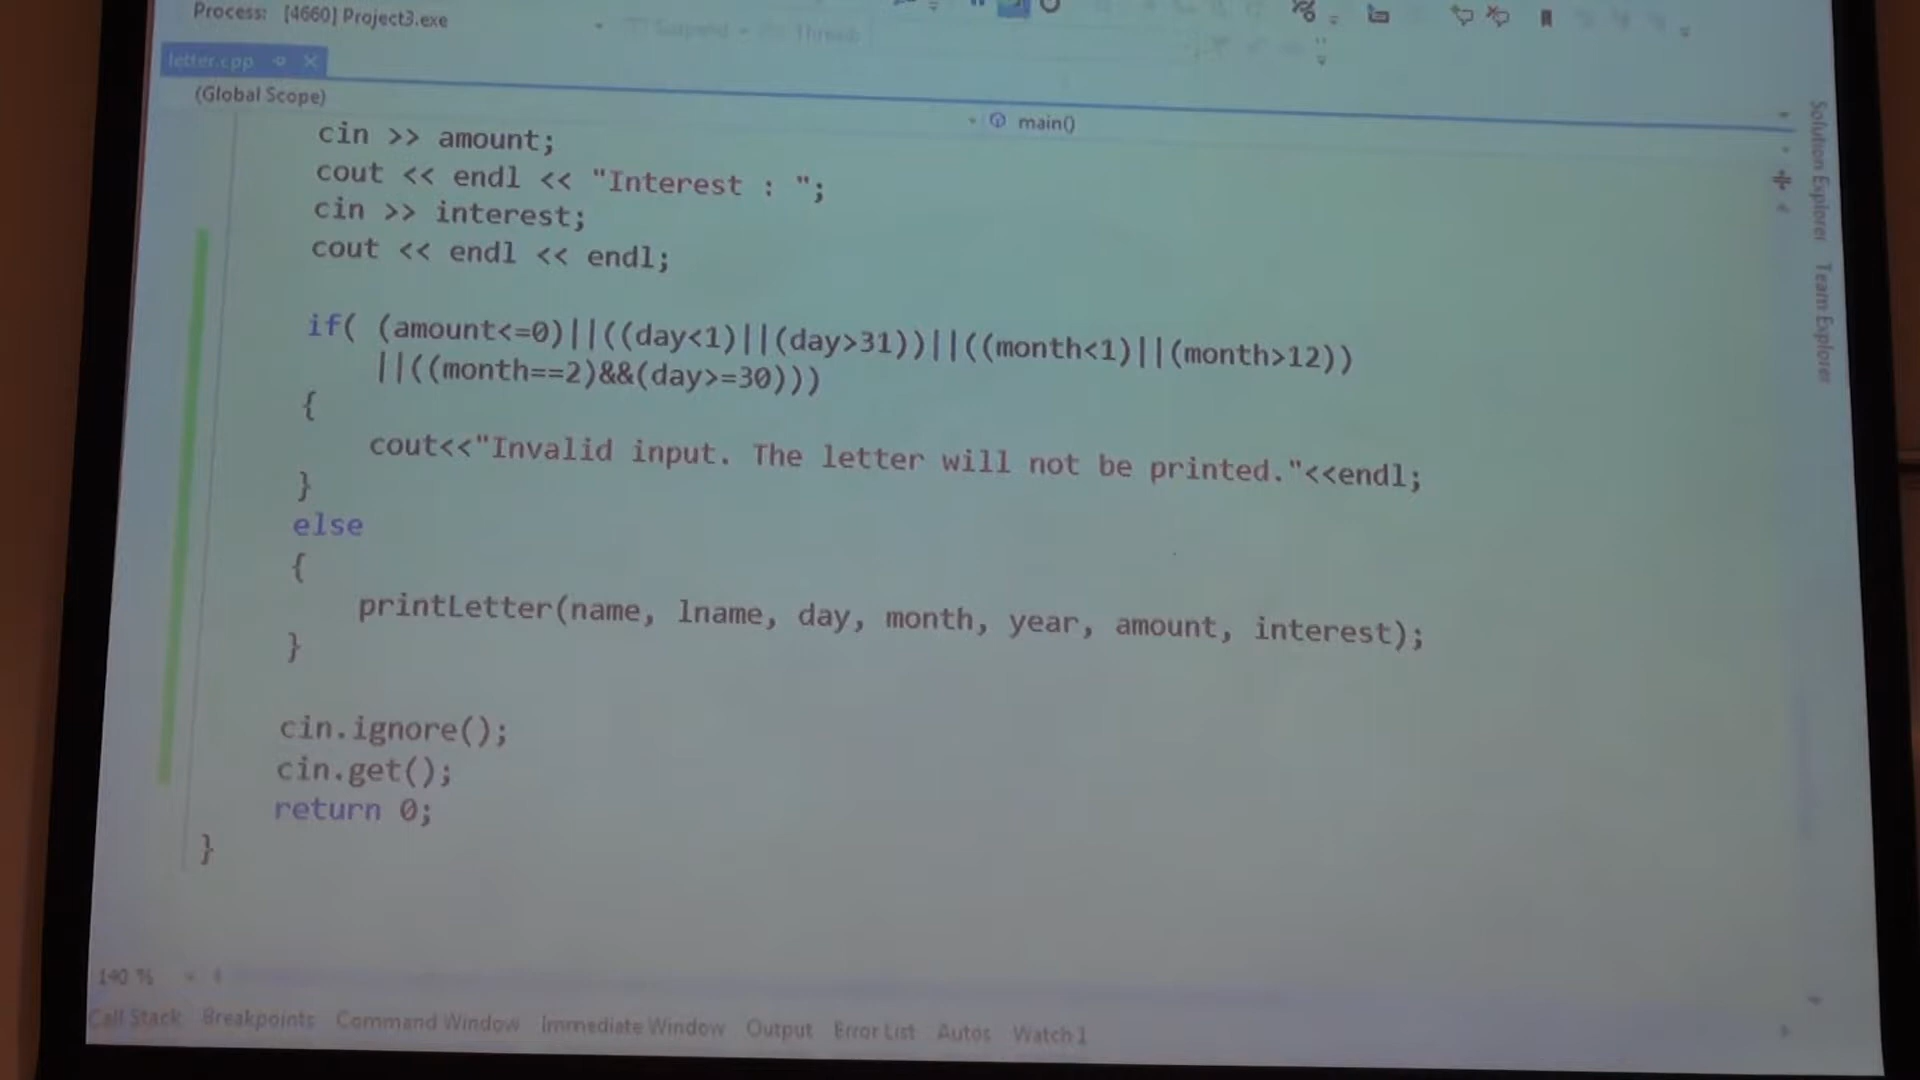 Process: [4660] Project3.exe
Suspend Thread:
letter.cpp
(Global Scope)
main()
cin >> amount;
cout << endl << "Interest : ";
cin >> interest;
cout << endl << endl;
if( (amount<=0)||((day<1)||(day>31))||((month<1)||(month>12))
||((month==2)&&(day>=30)))
{
cout<<"Invalid input. The letter will not be printed."<<endl;
}
else
{
printLetter(name, lname, day, month, year, amount, interest);
}
cin.ignore();
cin.get();
return 0;
}
140 %
Call Stack Breakpoints Command Window Immediate Window Output Error List Autos Watch 1
Solution Explorer Team Explorer